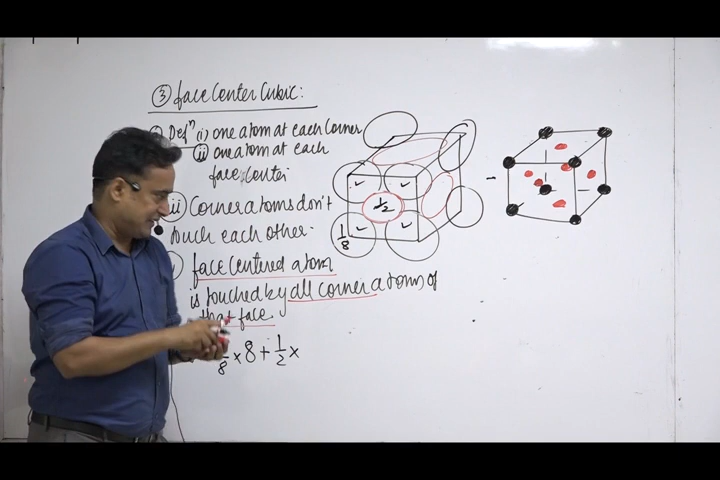 ③ face Center Cubic:
Defⁿ (i) one atom at each Corner
(ii) one atom at each
face center
iii) Corner atoms don't
touch each other.
face centered atom
is touched by all corner atoms of
that face.
8 × 8 + 1/2 ×
1/2
1/8